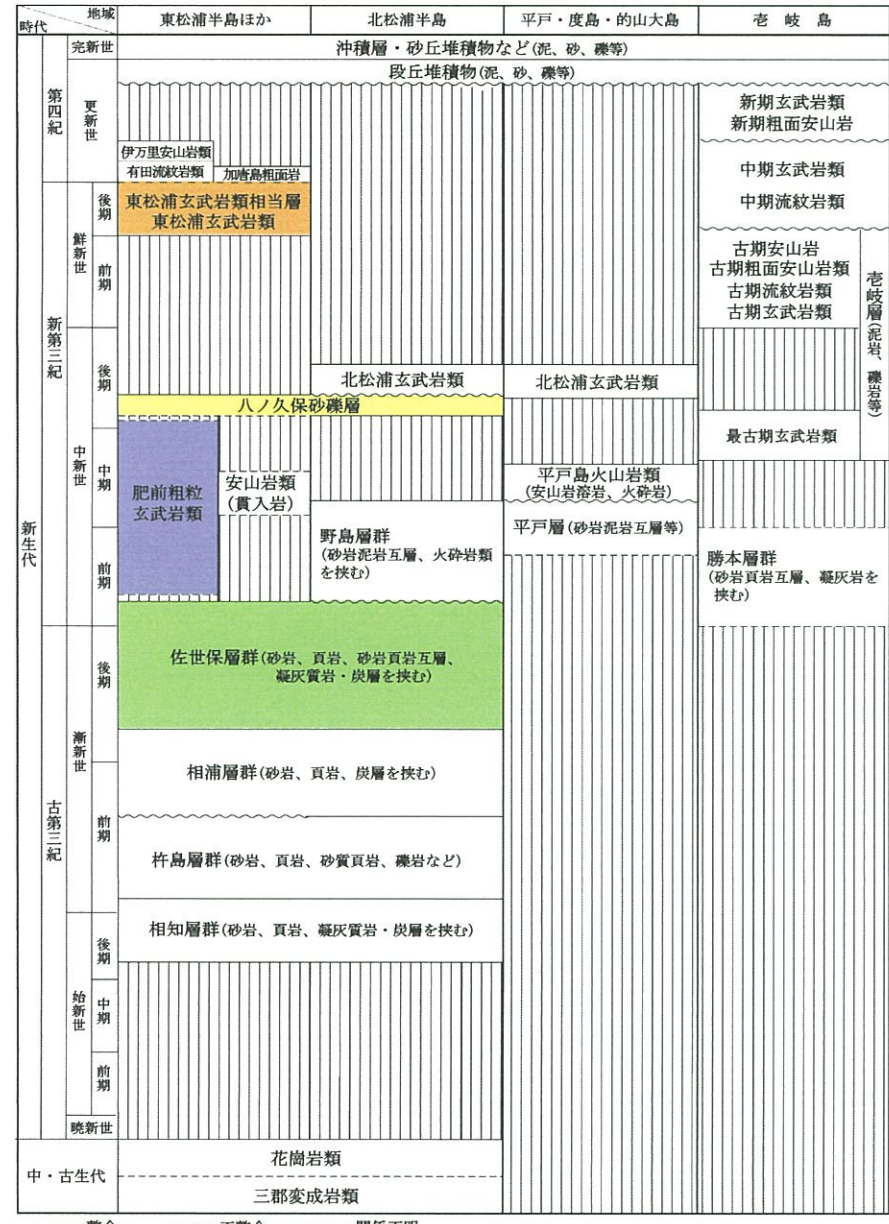 地域
時代
東松浦半島ほか
北松浦半島
平戸・度島・的山大島
壱岐島
新生代
第四紀
完新世
沖積層・砂丘堆積物など(泥、砂、礫等)
更新世
段丘堆積物(泥、砂、礫等)
伊万里安山岩類
有田流紋岩類
加唐島粗面岩
新期玄武岩類
新期粗面安山岩
中期玄武岩類
中期流紋岩類
新第三紀
鮮新世
後期
東松浦玄武岩類相当層
東松浦玄武岩類
前期
古期安山岩
古期粗面安山岩類
古期流紋岩類
古期玄武岩類
壱岐層(泥岩、礫岩等)
中新世
後期
北松浦玄武岩類
北松浦玄武岩類
八ノ久保砂礫層
最古期玄武岩類
中期
肥前粗粒
玄武岩類
安山岩類
(貫入岩)
平戸島火山岩類
(安山岩溶岩、火砕岩)
前期
野島層群
(砂岩泥岩互層、火砕岩類
を挟む)
平戸層(砂岩泥岩互層等)
勝本層群
(砂岩頁岩互層、凝灰岩を
挟む)
古第三紀
漸新世
後期
佐世保層群(砂岩、頁岩、砂岩頁岩互層、
凝灰質岩・炭層を挟む)
相浦層群(砂岩、頁岩、炭層を挟む)
前期
杵島層群(砂岩、頁岩、砂質頁岩、礫岩など)
始新世
後期
相知層群(砂岩、頁岩、凝灰質岩・炭層を挟む)
中期
前期
暁新世
中・古生代
花崗岩類
三郡変成岩類
整合
不整合
関係不明